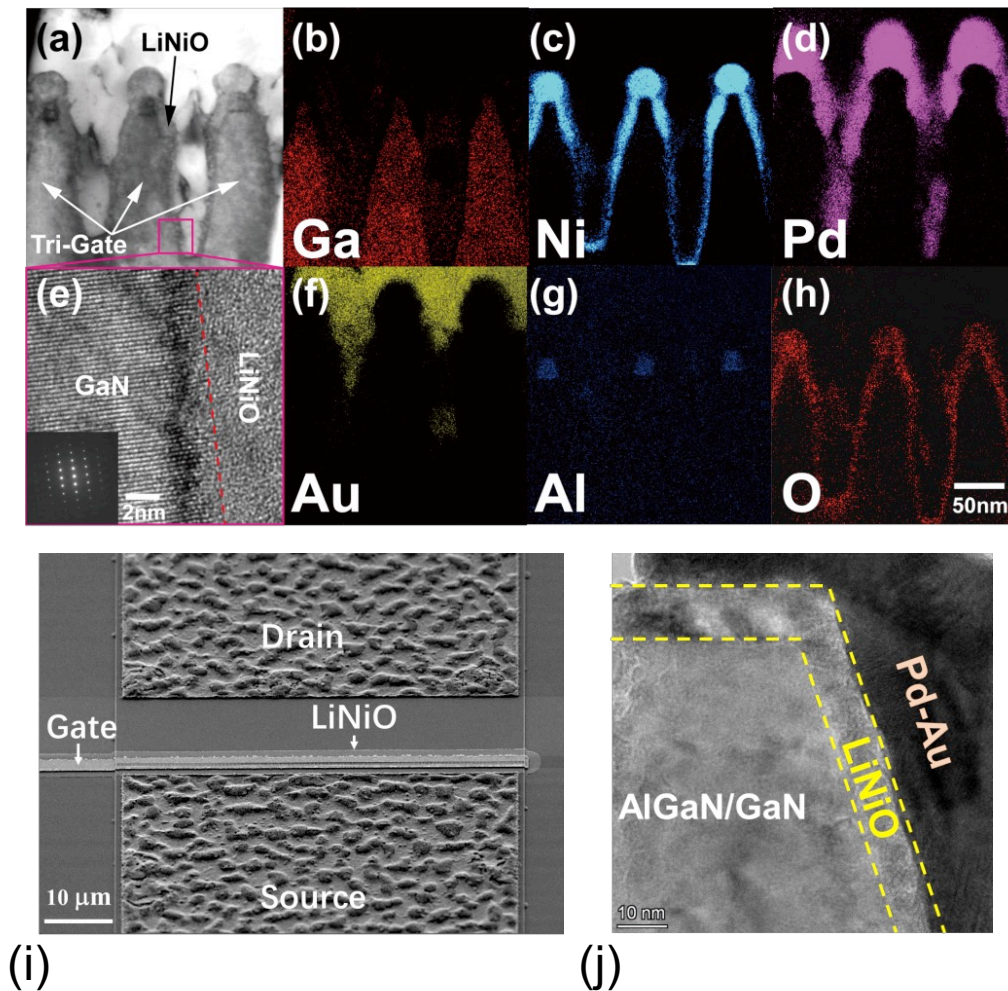 (a)
LiNiO
Tri-Gate
(b)
Ga
(c)
Ni
(d)
Pd
(e)
GaN
LiNiO
2nm
(f)
Au
(g)
Al
(h)
O
50nm
Drain
Gate
LiNiO
Source
10 μm
(i)
Pd-Au
LiNiO
AlGaN/GaN
10 nm
(j)